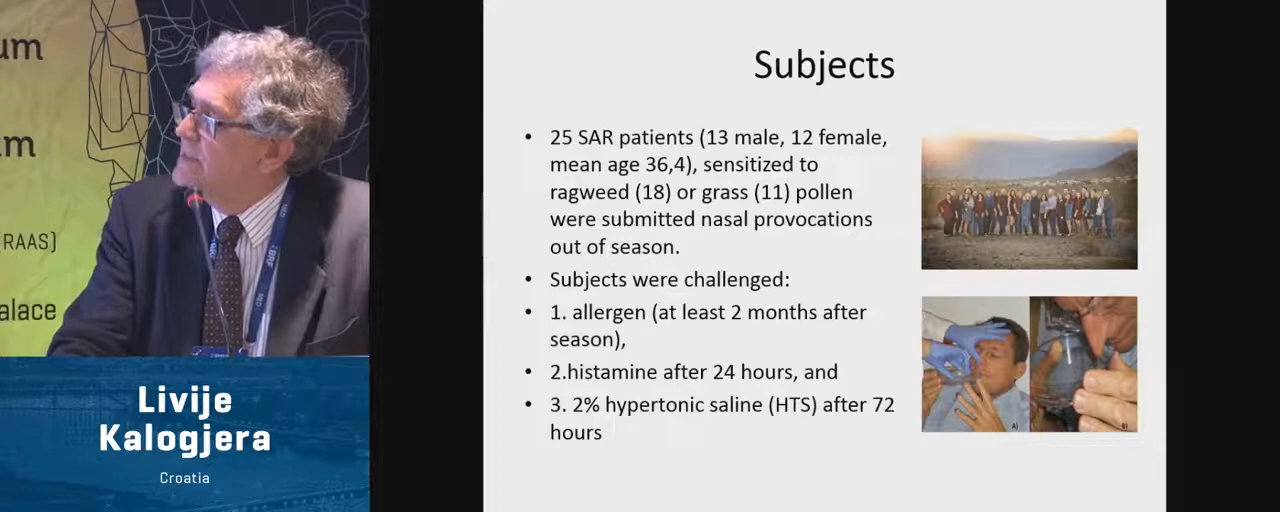 um
m
(RAAS)
alace
Livije
Kalogjera
Croatia
Subjects
• 25 SAR patients (13 male, 12 female,
mean age 36,4), sensitized to
ragweed (18) or grass (11) pollen
were submitted nasal provocations
out of season.
• Subjects were challenged:
• 1. allergen (at least 2 months after
season),
• 2.histamine after 24 hours, and
• 3. 2% hypertonic saline (HTS) after 72
hours
A)
B)